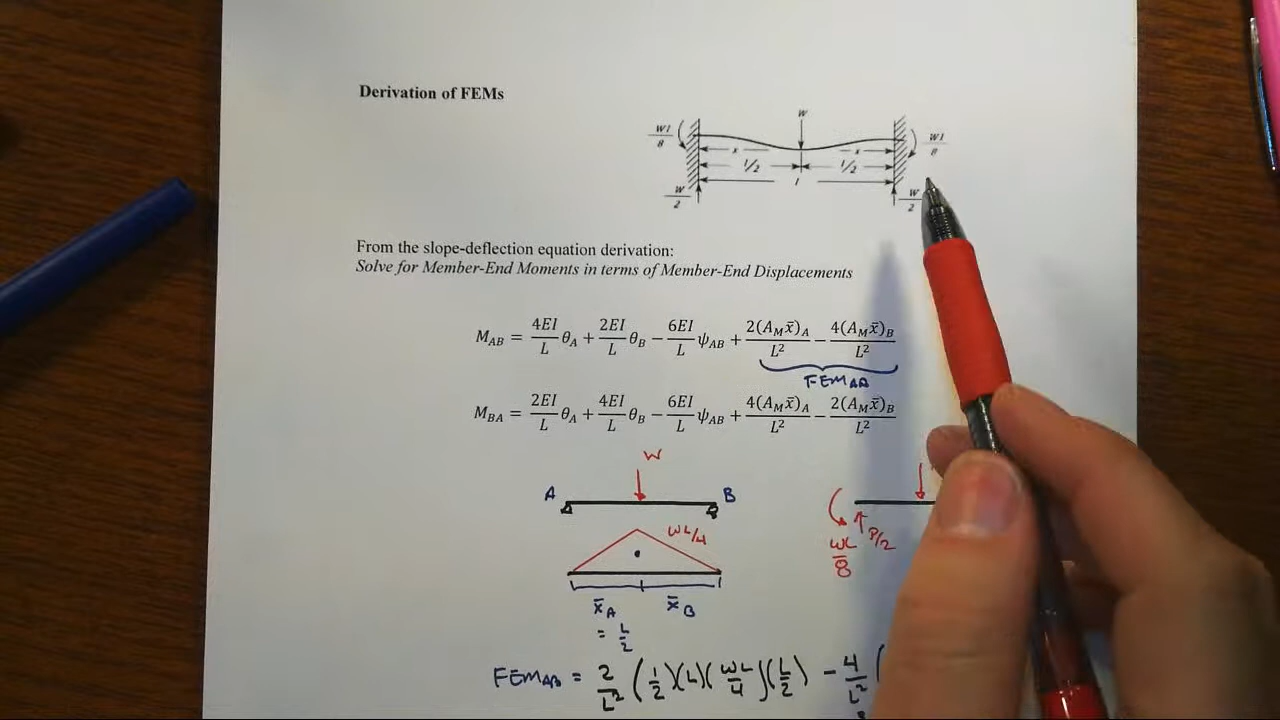 Derivation of FEMs
W
Wl/8 Wl/8
x x
l/2 l/2
l
W/2 W/2
From the slope-deflection equation derivation:
Solve for Member-End Moments in terms of Member-End Displacements
M_AB = 4EI/L θ_A + 2EI/L θ_B − 6EI/L ψ_AB + 2(A_M x̄)_A/L² − 4(A_M x̄)_B/L²
FEM_AB
M_BA = 2EI/L θ_A + 4EI/L θ_B − 6EI/L ψ_AB + 4(A_M x̄)_A/L² − 2(A_M x̄)_B/L²
W
A B
WL/4
P/2
WL/8
x̄_A x̄_B
= L/2
FEM_AB = 2/L² (1/2)(L)(WL/4)(L/2) − 4/L² (